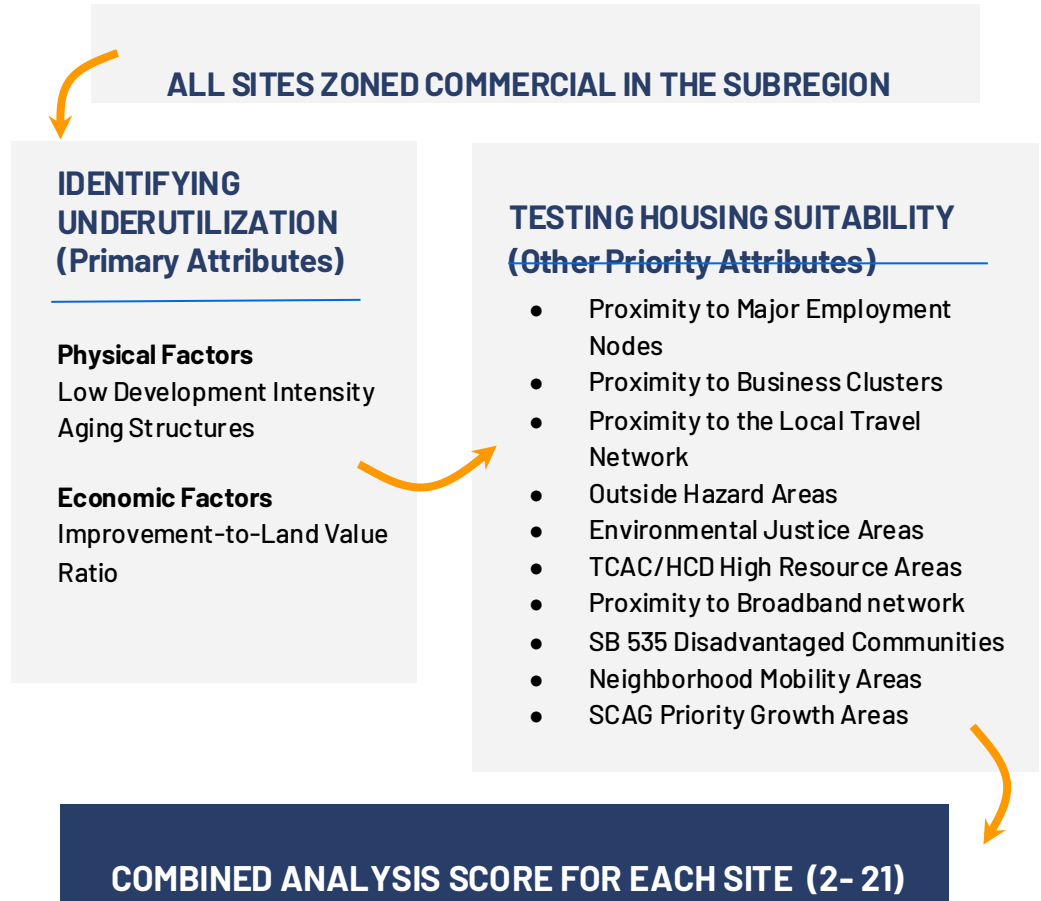 ALL SITES ZONED COMMERCIAL IN THE SUBREGION
IDENTIFYING
UNDERUTILIZATION
(Primary Attributes)
Physical Factors
Low Development Intensity
Aging Structures
Economic Factors
Improvement-to-Land Value
Ratio
TESTING HOUSING SUITABILITY
(Other Priority Attributes)
● Proximity to Major Employment
Nodes
● Proximity to Business Clusters
● Proximity to the Local Travel
Network
● Outside Hazard Areas
● Environmental Justice Areas
● TCAC/HCD High Resource Areas
● Proximity to Broadband network
● SB 535 Disadvantaged Communities
● Neighborhood Mobility Areas
● SCAG Priority Growth Areas
COMBINED ANALYSIS SCORE FOR EACH SITE (2- 21)